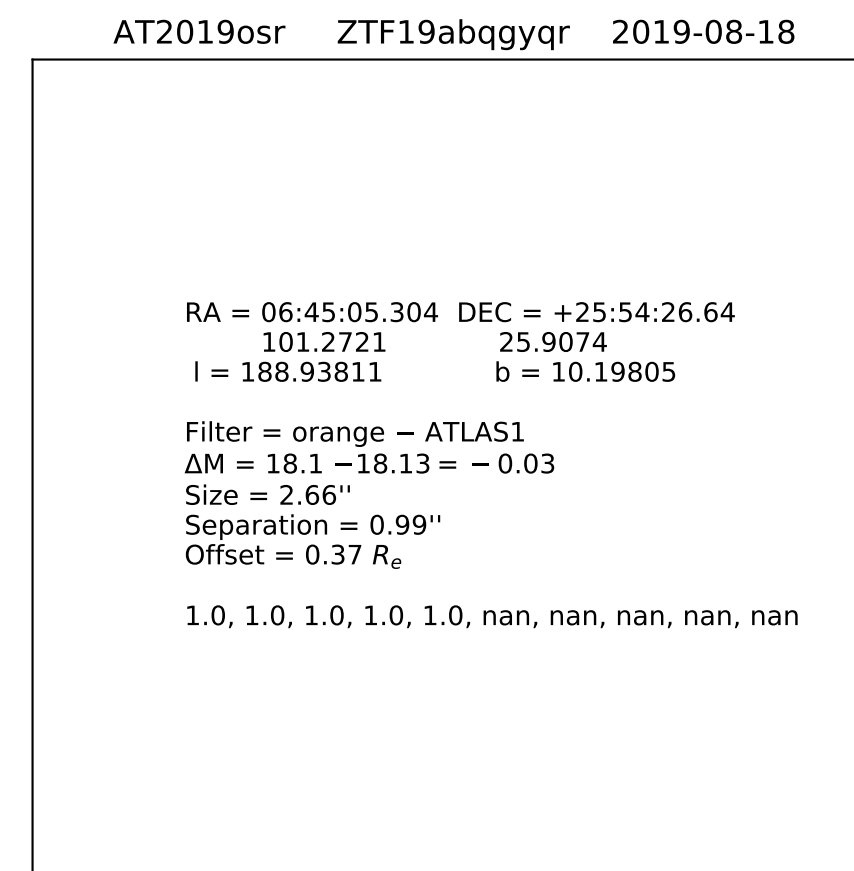 AT2019osr ZTF19abqgyqr 2019-08-18
RA = 06:45:05.304 DEC = +25:54:26.64
101.2721 25.9074
l = 188.93811 b = 10.19805
Filter = orange − ATLAS1
ΔM = 18.1 −18.13 = − 0.03
Size = 2.66''
Separation = 0.99''
Offset = 0.37 Rₑ
1.0, 1.0, 1.0, 1.0, 1.0, nan, nan, nan, nan, nan